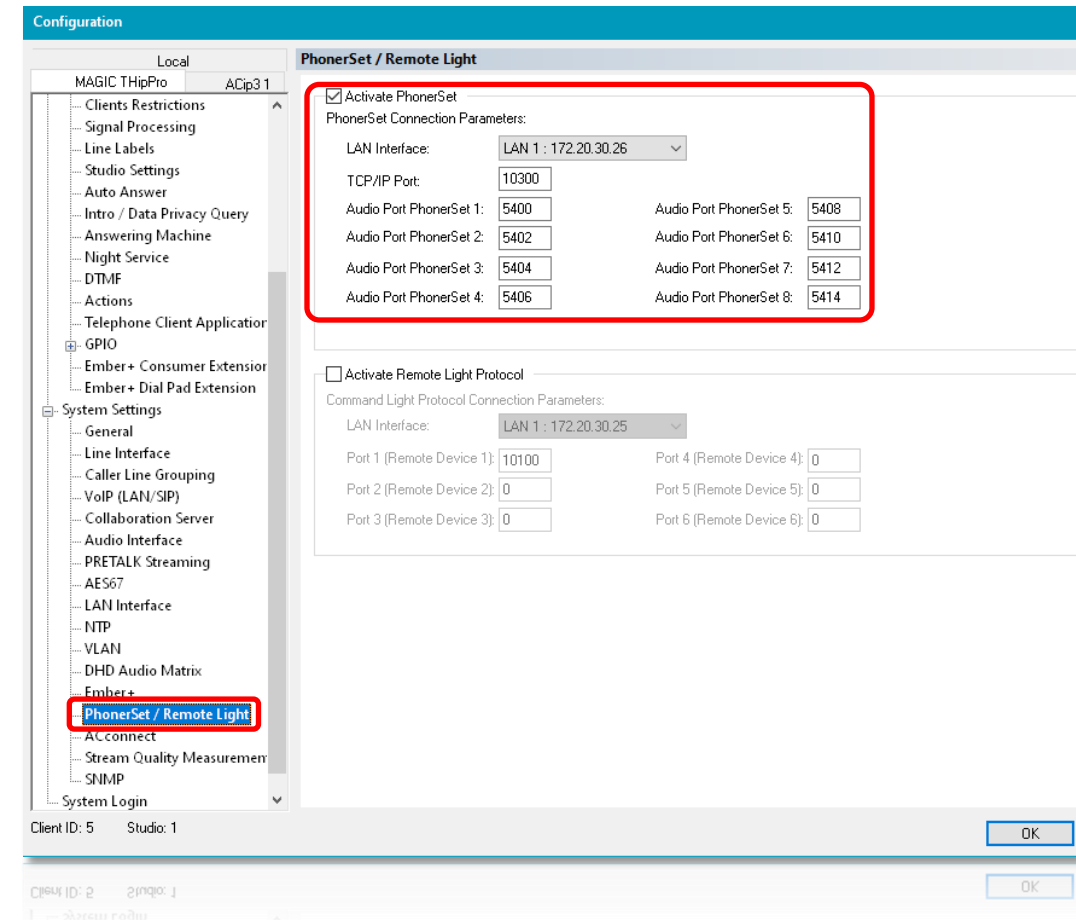 Configuration
Local
MAGIC THipPro
ACip3 1
Clients Restrictions
Signal Processing
Line Labels
Studio Settings
Auto Answer
Intro / Data Privacy Query
Answering Machine
Night Service
DTMF
Actions
Telephone Client Application
GPIO
Ember+ Consumer Extension
Ember+ Dial Pad Extension
System Settings
General
Line Interface
Caller Line Grouping
VoIP (LAN/SIP)
Collaboration Server
Audio Interface
PRETALK Streaming
AES67
LAN Interface
NTP
VLAN
DHD Audio Matrix
Ember+
PhonerSet / Remote Light
ACconnect
Stream Quality Measuremen
SNMP
System Login
PhonerSet / Remote Light
Activate PhonerSet
PhonerSet Connection Parameters:
LAN Interface: LAN 1 : 172.20.30.26
TCP/IP Port: 10300
Audio Port PhonerSet 1: 5400 Audio Port PhonerSet 5: 5408
Audio Port PhonerSet 2: 5402 Audio Port PhonerSet 6: 5410
Audio Port PhonerSet 3: 5404 Audio Port PhonerSet 7: 5412
Audio Port PhonerSet 4: 5406 Audio Port PhonerSet 8: 5414
Activate Remote Light Protocol
Command Light Protocol Connection Parameters:
LAN Interface: LAN 1 : 172.20.30.25
Port 1 (Remote Device 1): 10100 Port 4 (Remote Device 4): 0
Port 2 (Remote Device 2): 0 Port 5 (Remote Device 5): 0
Port 3 (Remote Device 3): 0 Port 6 (Remote Device 6): 0
Client ID: 5 Studio: 1
OK